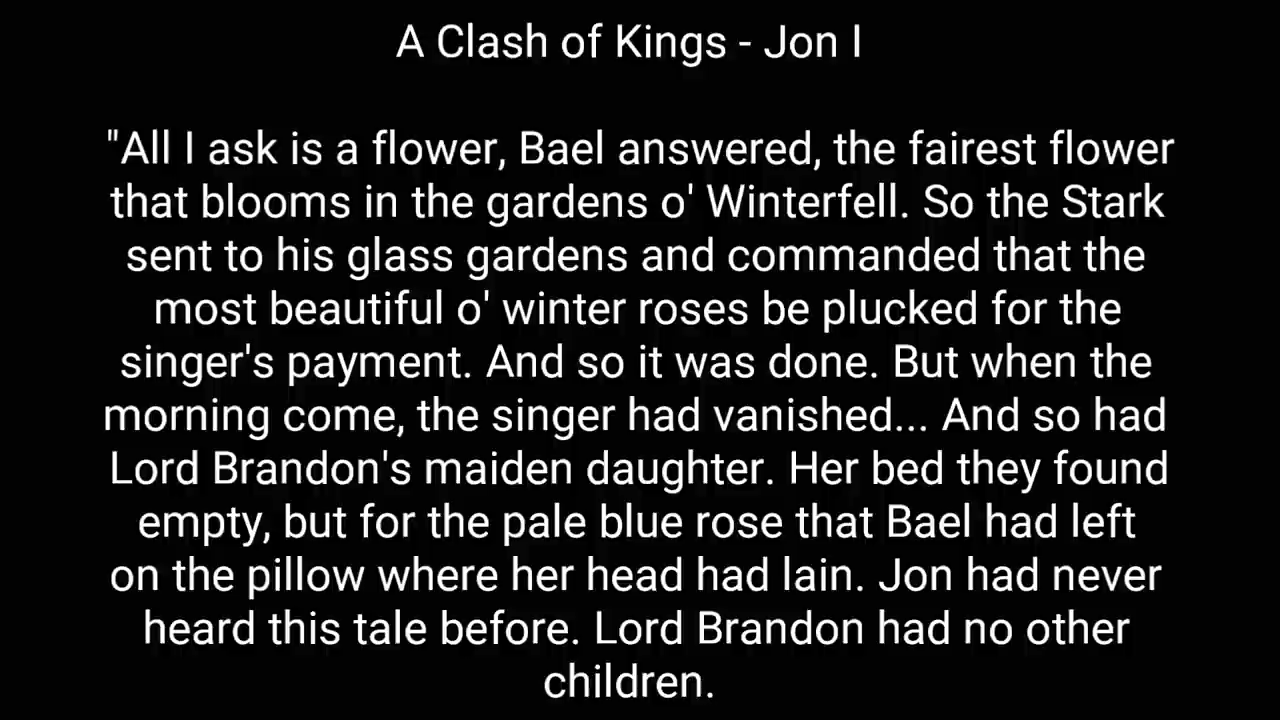 A Clash of Kings - Jon I
"All I ask is a flower, Bael answered, the fairest flower
that blooms in the gardens o' Winterfell. So the Stark
sent to his glass gardens and commanded that the
most beautiful o' winter roses be plucked for the
singer's payment. And so it was done. But when the
morning come, the singer had vanished... And so had
Lord Brandon's maiden daughter. Her bed they found
empty, but for the pale blue rose that Bael had left
on the pillow where her head had lain. Jon had never
heard this tale before. Lord Brandon had no other
children.